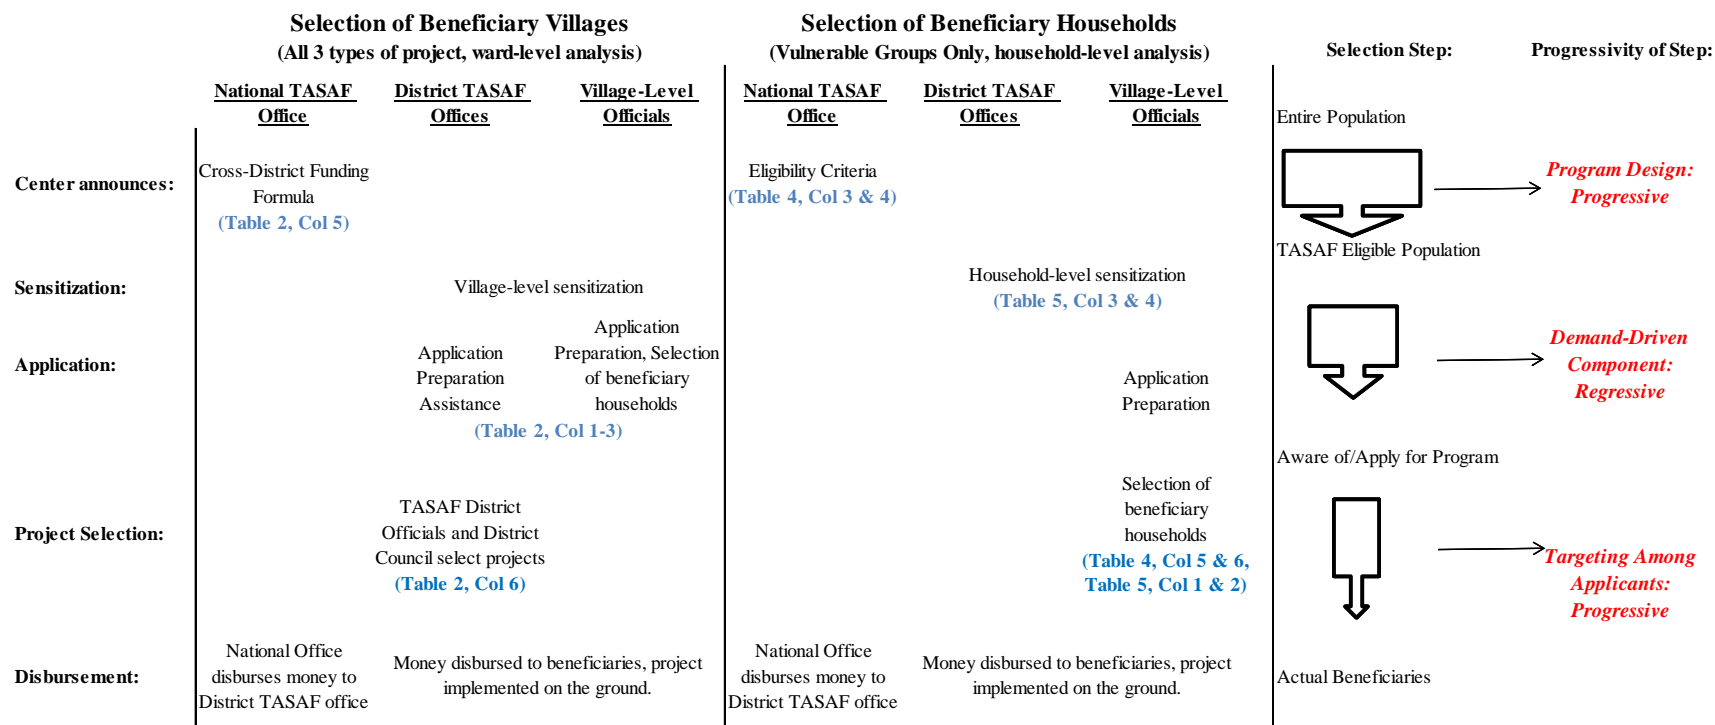 Selection of Beneficiary Villages
(All 3 types of project, ward-level analysis)
Selection of Beneficiary Households
(Vulnerable Groups Only, household-level analysis)
Selection Step:
Progressivity of Step:
National TASAF
Office
District TASAF
Offices
Village-Level
Officials
National TASAF
Office
District TASAF
Offices
Village-Level
Officials
Entire Population
Center announces:
Cross-District Funding
Formula
(Table 2, Col 5)
Eligibility Criteria
(Table 4, Col 3 & 4)
Program Design:
Progressive
TASAF Eligible Population
Sensitization:
Village-level sensitization
Household-level sensitization
(Table 5, Col 3 & 4)
Application:
Application
Preparation
Assistance
Application
Preparation, Selection
of beneficiary
households
(Table 2, Col 1-3)
Application
Preparation
Demand-Driven
Component:
Regressive
Aware of/Apply for Program
Project Selection:
TASAF District
Officials and District
Council select projects
(Table 2, Col 6)
Selection of
beneficiary
households
(Table 4, Col 5 & 6,
Table 5, Col 1 & 2)
Targeting Among
Applicants:
Progressive
Disbursement:
National Office
disburses money to
District TASAF office
Money disbursed to beneficiaries, project
implemented on the ground.
National Office
disburses money to
District TASAF office
Money disbursed to beneficiaries, project
implemented on the ground.
Actual Beneficiaries